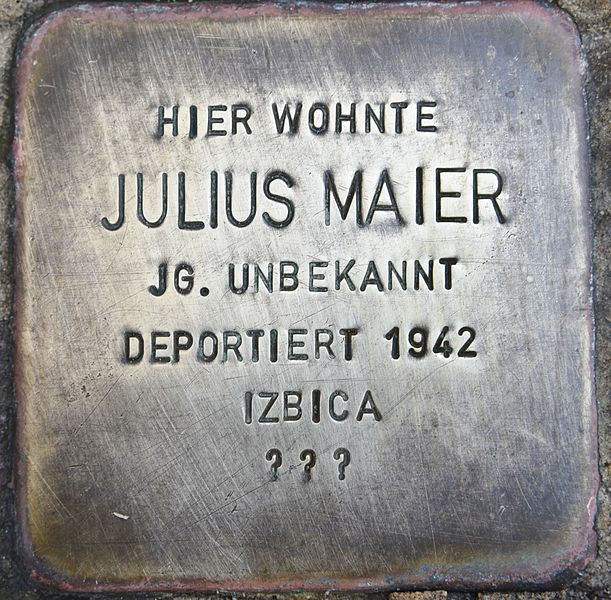 HIER WOHNTE
JULIUS MAIER
JG. UNBEKANNT
DEPORTIERT 1942
IZBICA
???